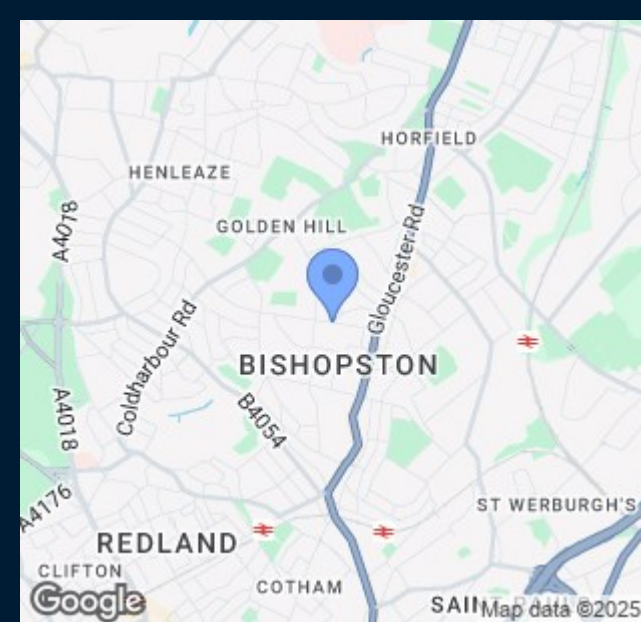 HORFIELD
HENLEAZE
A4018
GOLDEN HILL
Gloucester Rd
Coldharbour Rd
BISHOPSTON
A4018
B4054
A4176
ST WERBURGH'S
REDLAND
CLIFTON
COTHAM
SAINT
Google
Map data ©2025